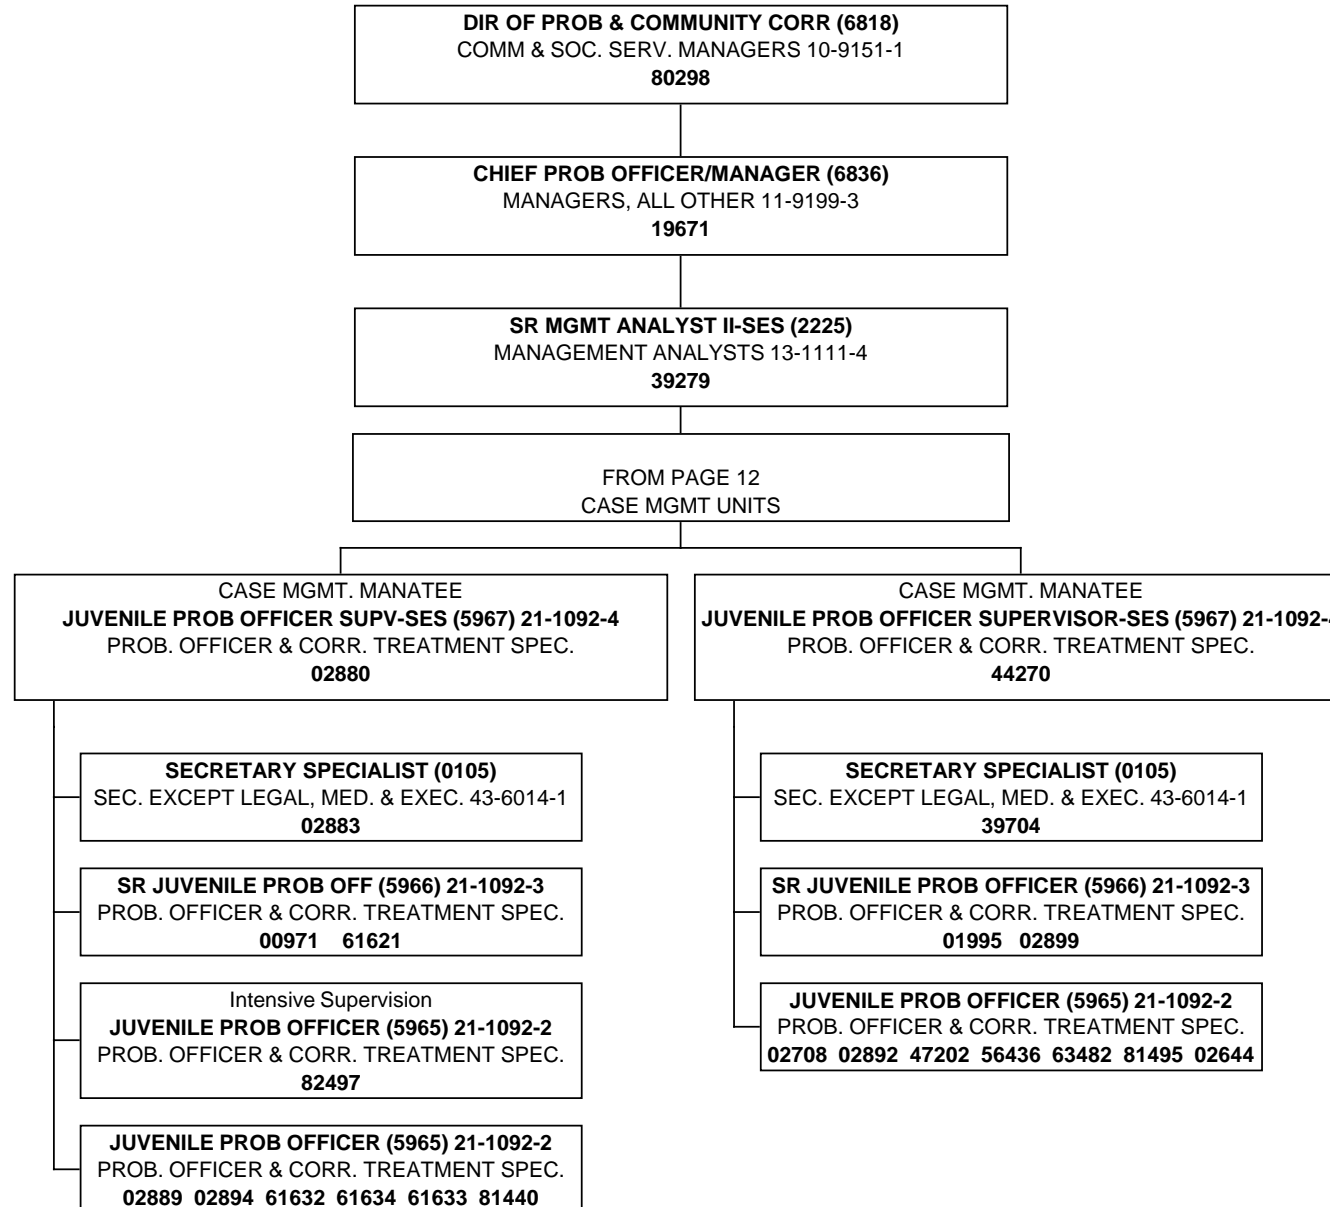 DIR OF PROB & COMMUNITY CORR (6818)
COMM & SOC. SERV. MANAGERS 10-9151-1
80298
CHIEF PROB OFFICER/MANAGER (6836)
MANAGERS, ALL OTHER 11-9199-3
19671
SR MGMT ANALYST II-SES (2225)
MANAGEMENT ANALYSTS 13-1111-4
39279
FROM PAGE 12
CASE MGMT UNITS
CASE MGMT. MANATEE
JUVENILE PROB OFFICER SUPV-SES (5967) 21-1092-4
PROB. OFFICER & CORR. TREATMENT SPEC.
02880
SECRETARY SPECIALIST (0105)
SEC. EXCEPT LEGAL, MED. & EXEC. 43-6014-1
02883
SR JUVENILE PROB OFF (5966) 21-1092-3
PROB. OFFICER & CORR. TREATMENT SPEC.
00971 61621
Intensive Supervision
JUVENILE PROB OFFICER (5965) 21-1092-2
PROB. OFFICER & CORR. TREATMENT SPEC.
82497
JUVENILE PROB OFFICER (5965) 21-1092-2
PROB. OFFICER & CORR. TREATMENT SPEC.
02889 02894 61632 61634 61633 81440
CASE MGMT. MANATEE
JUVENILE PROB OFFICER SUPERVISOR-SES (5967) 21-1092-4
PROB. OFFICER & CORR. TREATMENT SPEC.
44270
SECRETARY SPECIALIST (0105)
SEC. EXCEPT LEGAL, MED. & EXEC. 43-6014-1
39704
SR JUVENILE PROB OFFICER (5966) 21-1092-3
PROB. OFFICER & CORR. TREATMENT SPEC.
01995 02899
JUVENILE PROB OFFICER (5965) 21-1092-2
PROB. OFFICER & CORR. TREATMENT SPEC.
02708 02892 47202 56436 63482 81495 02644